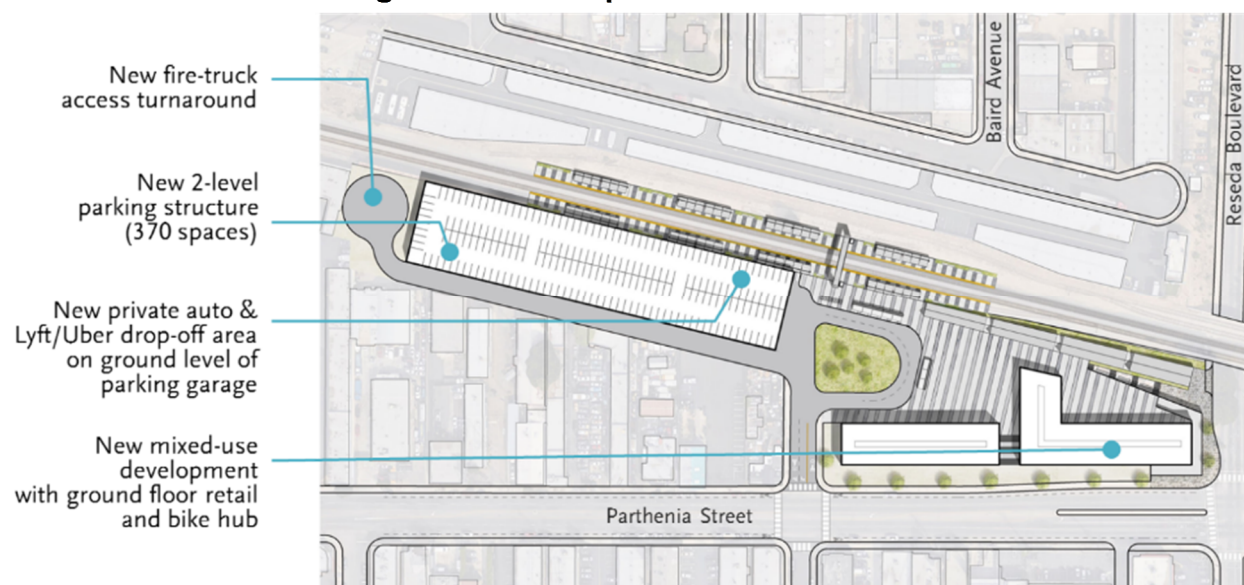 New fire-truck
access turnaround
New 2-level
parking structure
(370 spaces)
New private auto &
Lyft/Uber drop-off area
on ground level of
parking garage
New mixed-use
development
with ground floor retail
and bike hub
Baird Avenue
Reseda Boulevard
Parthenia Street